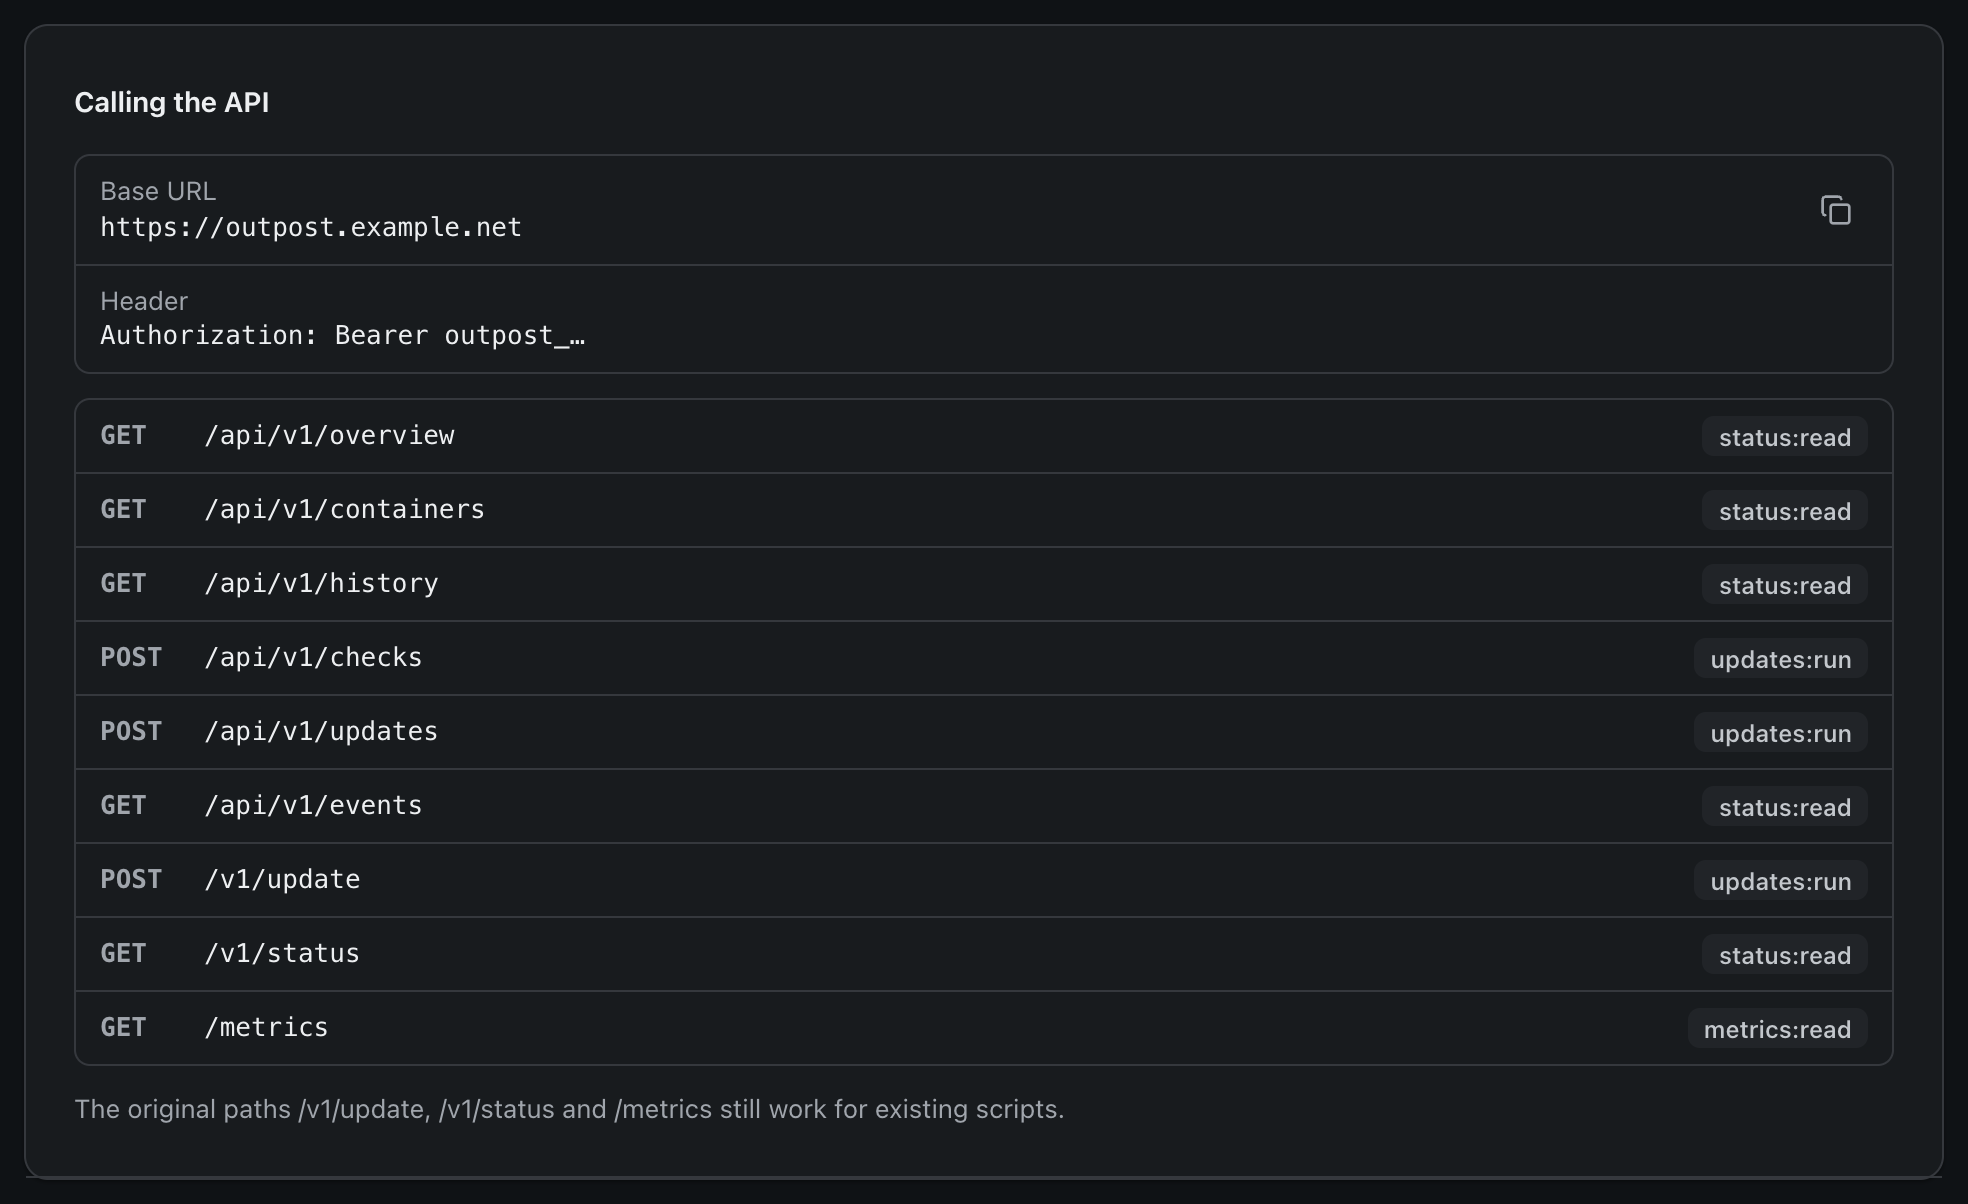 Calling the API
Base URL
https://outpost.example.net
Header
Authorization: Bearer outpost_…
GET /api/v1/overview status:read
GET /api/v1/containers status:read
GET /api/v1/history status:read
POST /api/v1/checks updates:run
POST /api/v1/updates updates:run
GET /api/v1/events status:read
POST /v1/update updates:run
GET /v1/status status:read
GET /metrics metrics:read
The original paths /v1/update, /v1/status and /metrics still work for existing scripts.